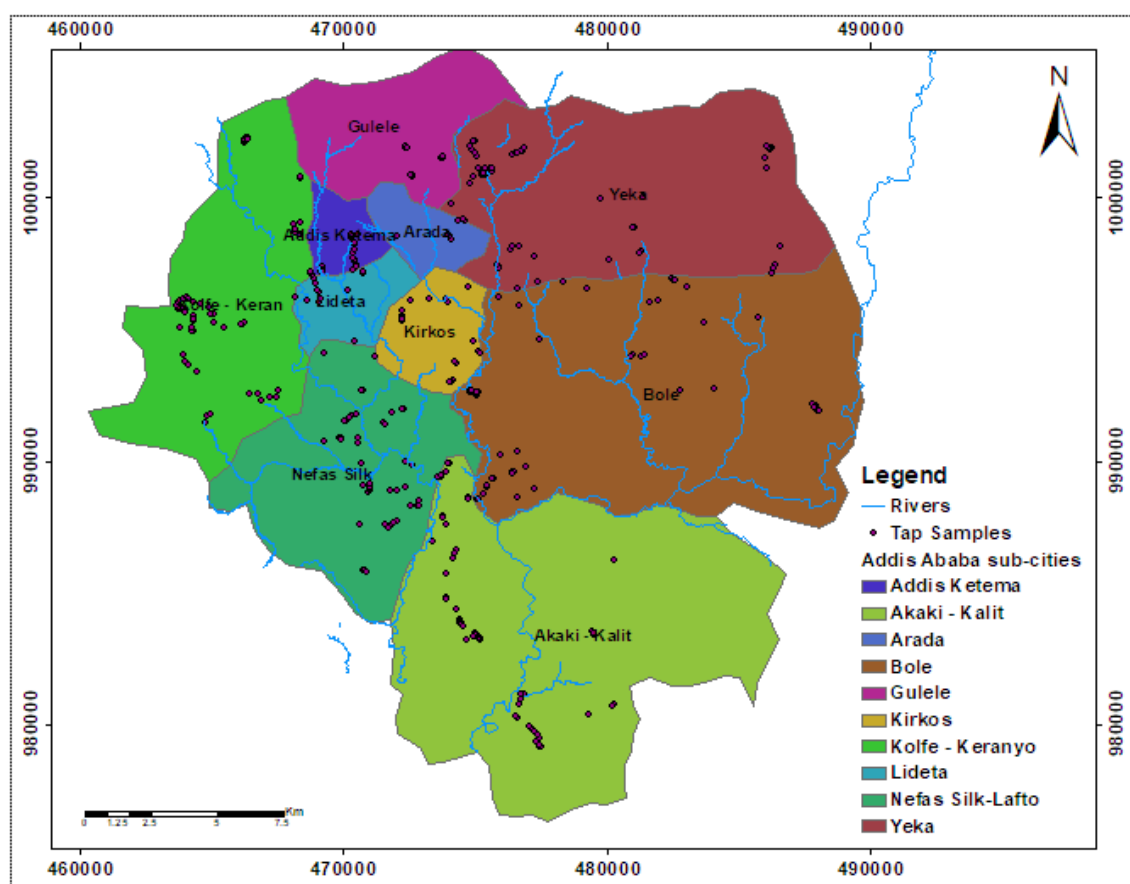 460000 470000 480000 490000
N
Gulele
1000000 1000000
Yeka
Addis Ketema Arada
Kolfe - Keran Lideta
Kirkos
Bole
990000 990000
Nefas Silk
Legend
Rivers
Tap Samples
Addis Ababa sub-cities
Addis Ketema
Akaki - Kalit
Arada
Bole
Gulele
Kirkos
Kolfe - Keranyo
Lideta
Nefas Silk-Lafto
Yeka
Akaki - Kalit
980000 980000
Km
0 1.25 2.5 5 7.5
460000 470000 480000 490000